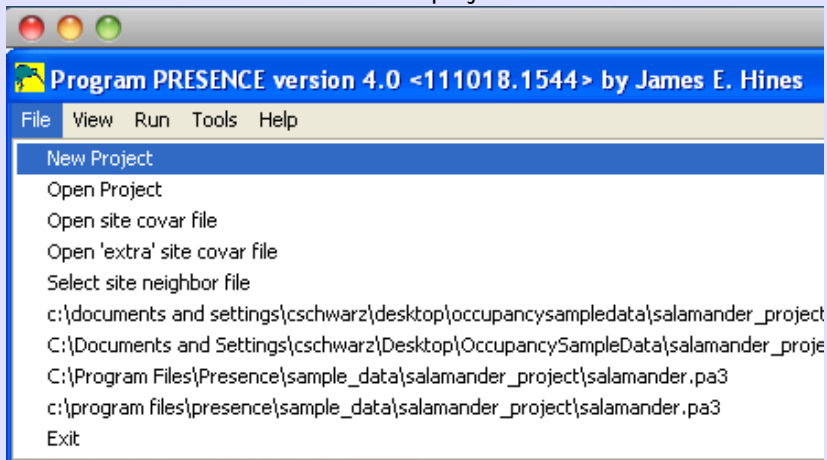 Program PRESENCE version 4.0 <111018.1544> by James E. Hines
File View Run Tools Help
New Project
Open Project
Open site covar file
Open 'extra' site covar file
Select site neighbor file
c:\documents and settings\cschwarz\desktop\occupancysampledata\salamander_project
C:\Documents and Settings\cschwarz\Desktop\OccupancySampleData\salamander_proje
C:\Program Files\Presence\sample_data\salamander_project\salamander.pa3
c:\program files\presence\sample_data\salamander_project\salamander.pa3
Exit